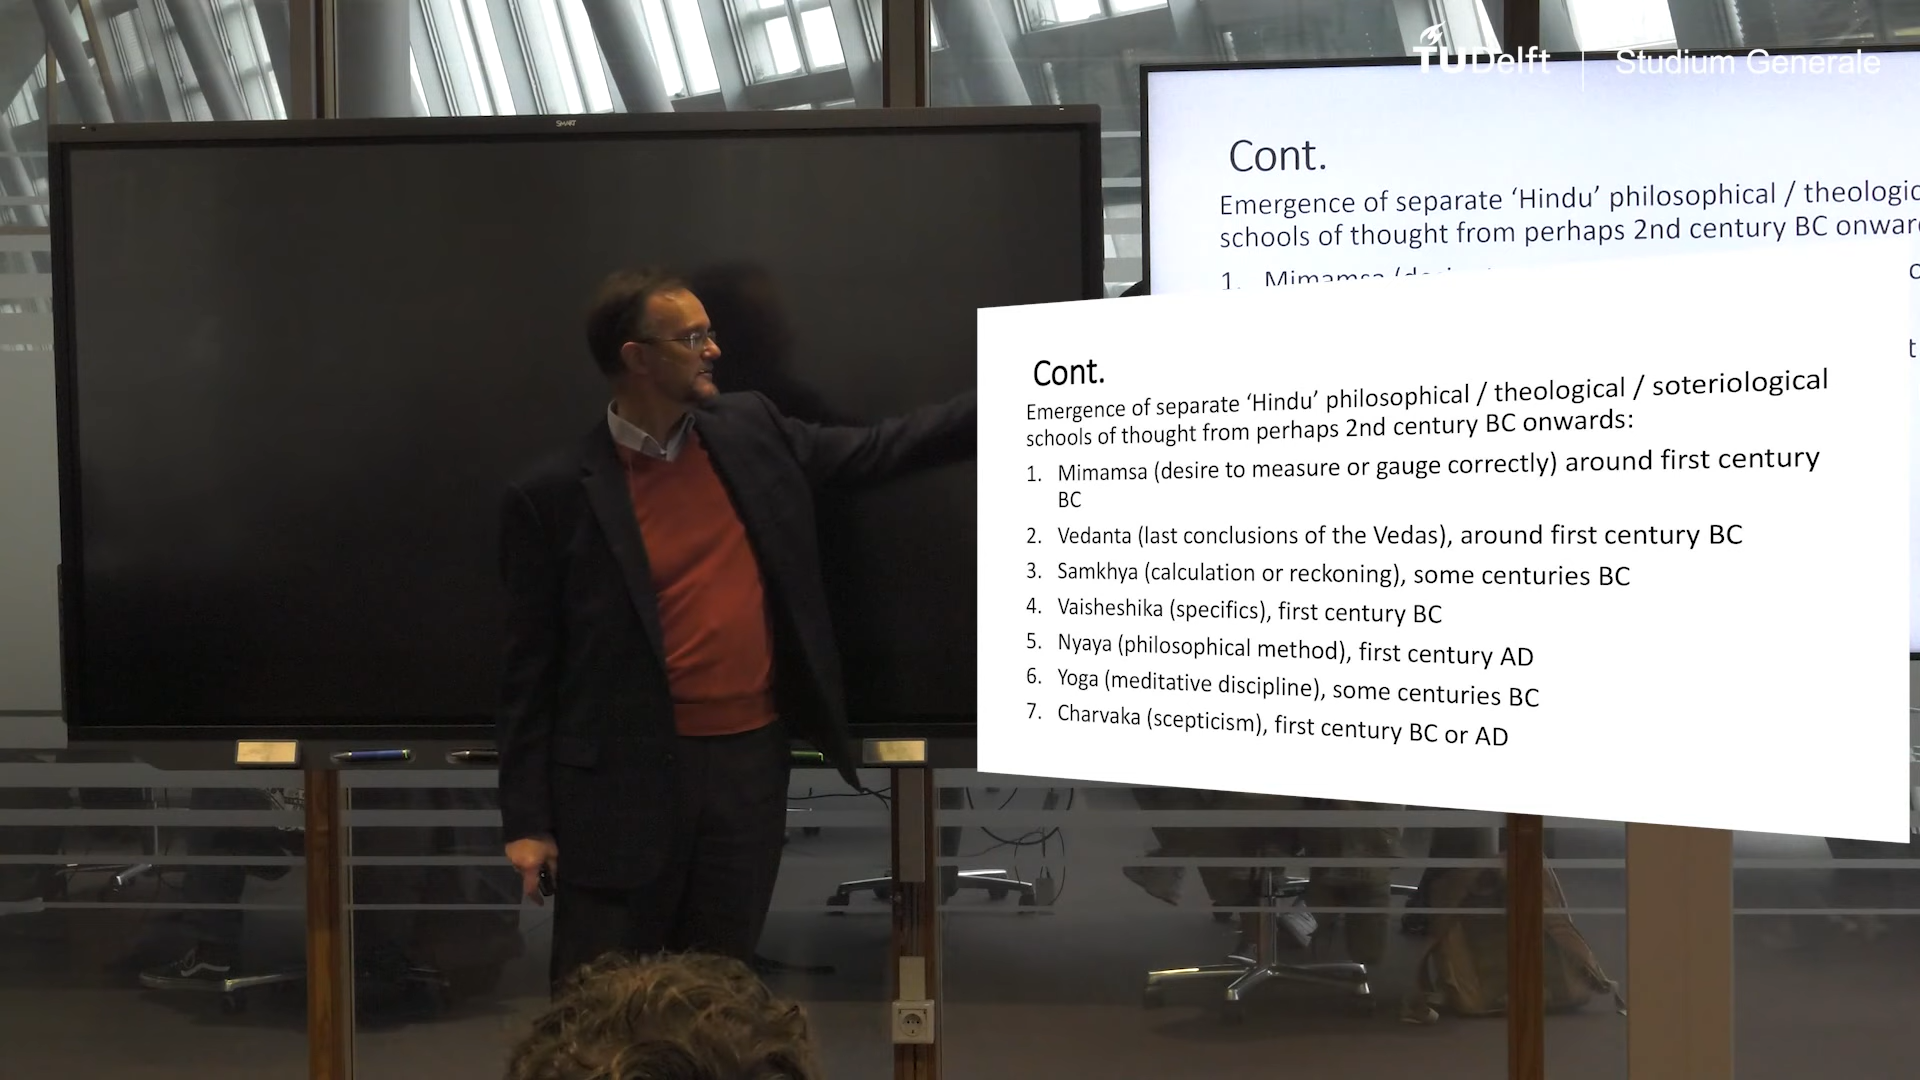 SMART
TUDelft
Studium Generale
Cont.
Emergence of separate ‘Hindu’ philosophical / theologic
schools of thought from perhaps 2nd century BC onwar
1. Mimamsa
Cont.
Emergence of separate ‘Hindu’ philosophical / theological / soteriological
schools of thought from perhaps 2nd century BC onwards:
1. Mimamsa (desire to measure or gauge correctly) around first century
BC
2. Vedanta (last conclusions of the Vedas), around first century BC
3. Samkhya (calculation or reckoning), some centuries BC
4. Vaisheshika (specifics), first century BC
5. Nyaya (philosophical method), first century AD
6. Yoga (meditative discipline), some centuries BC
7. Charvaka (scepticism), first century BC or AD